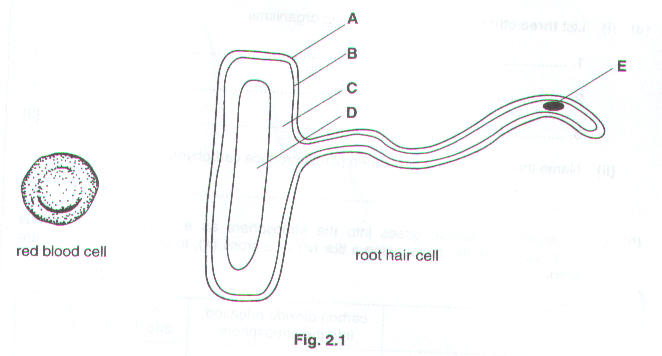 A
B
C
D
E
red blood cell
root hair cell
Fig. 2.1